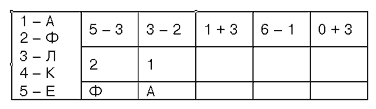 1 – А
2 – Ф
3 – Л
4 – К
5 – Е
5 – 3 3 – 2 1 + 3 6 – 1 0 + 3
2 1
Ф А